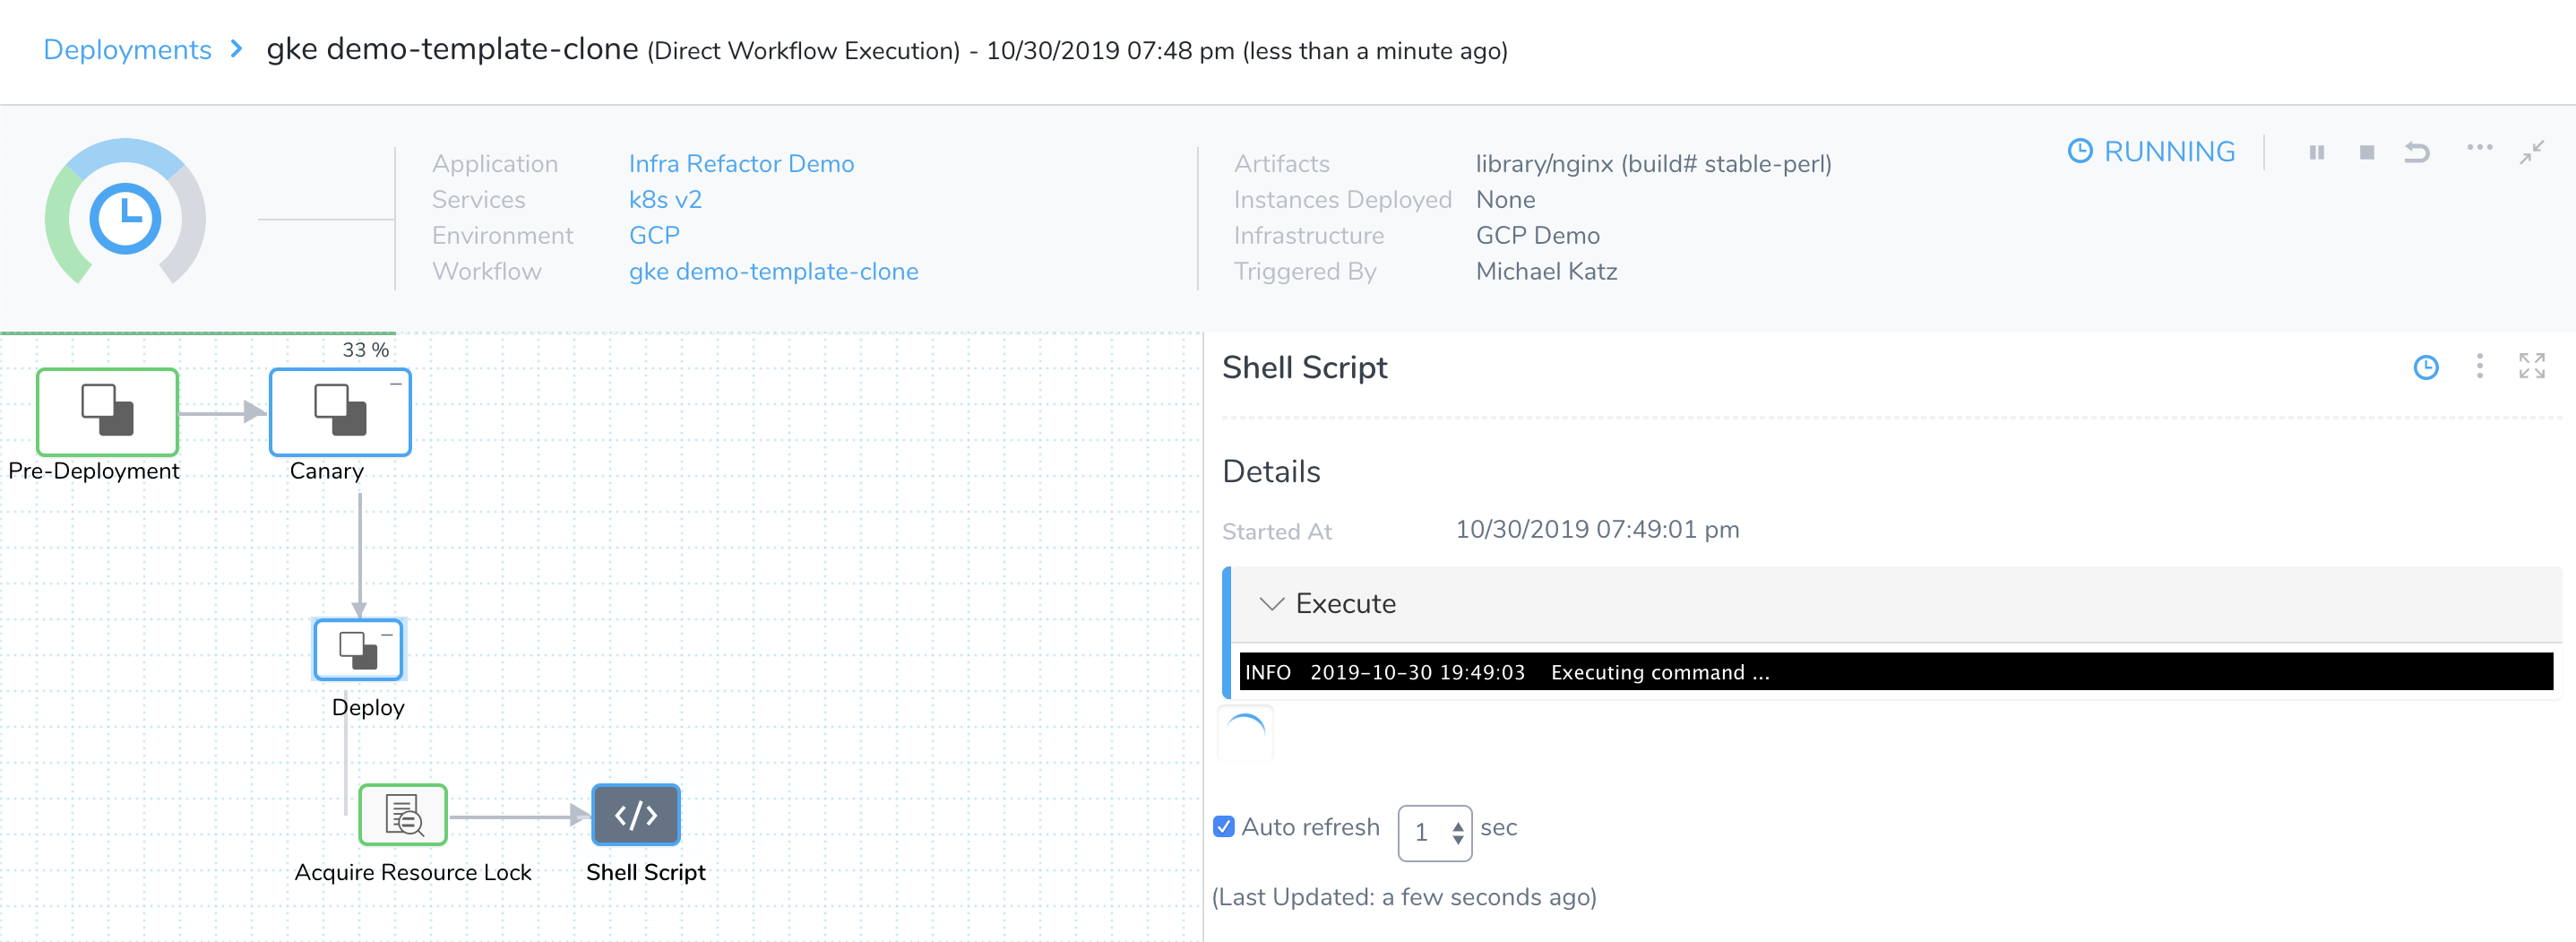 Deployments > gke demo-template-clone (Direct Workflow Execution) - 10/30/2019 07:48 pm (less than a minute ago)
Application Infra Refactor Demo
Services k8s v2
Environment GCP
Workflow gke demo-template-clone
Artifacts library/nginx (build# stable-perl)
Instances Deployed None
Infrastructure GCP Demo
Triggered By Michael Katz
RUNNING
33 %
Pre-Deployment
Canary
Deploy
Acquire Resource Lock
</>
Shell Script
Shell Script
Details
Started At 10/30/2019 07:49:01 pm
Execute
INFO 2019-10-30 19:49:03 Executing command ...
Auto refresh 1 sec
(Last Updated: a few seconds ago)